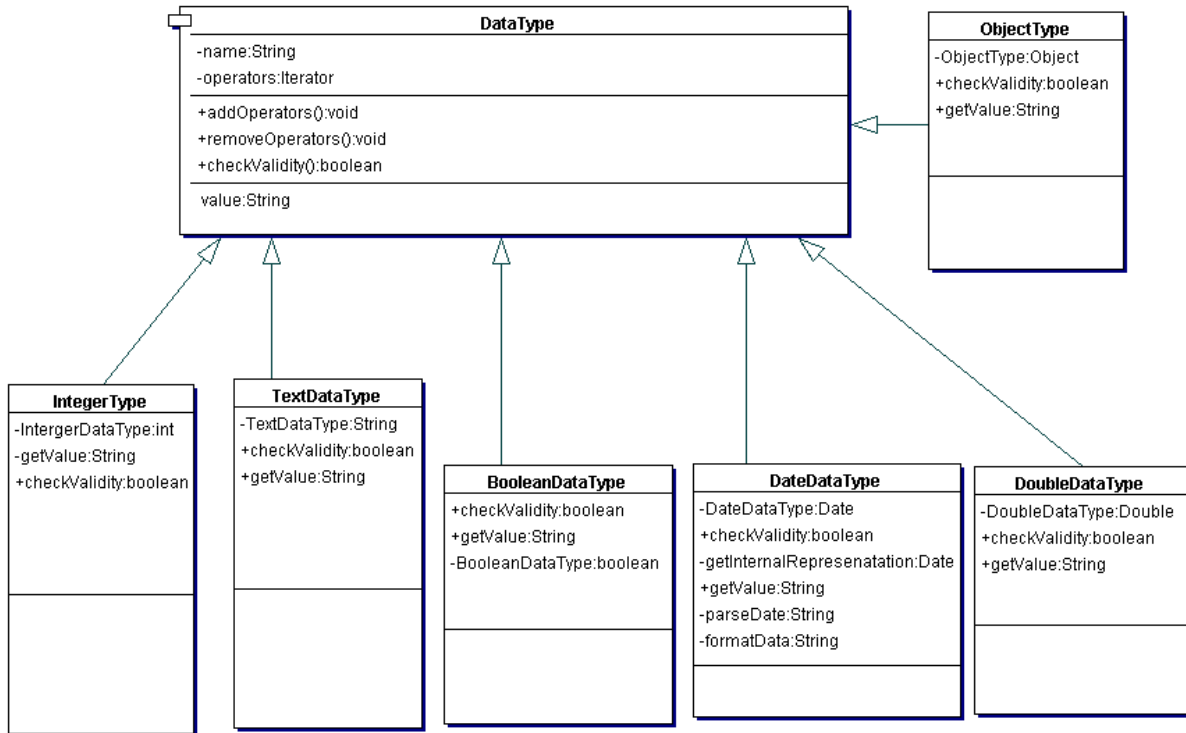 DataType
-name:String
-operators:Iterator
+addOperators():void
+removeOperators():void
+checkValidity():boolean
value:String
ObjectType
-ObjectType:Object
+checkValidity:boolean
+getValue:String
IntegerType
-IntergerDataType:int
-getValue:String
+checkValidity:boolean
TextDataType
-TextDataType:String
+checkValidity:boolean
+getValue:String
BooleanDataType
+checkValidity:boolean
+getValue:String
-BooleanDataType:boolean
DateDataType
-DateDataType:Date
+checkValidity:boolean
-getInternalRepresenatation:Date
+getValue:String
-parseDate:String
-formatData:String
DoubleDataType
-DoubleDataType:Double
+checkValidity:boolean
+getValue:String